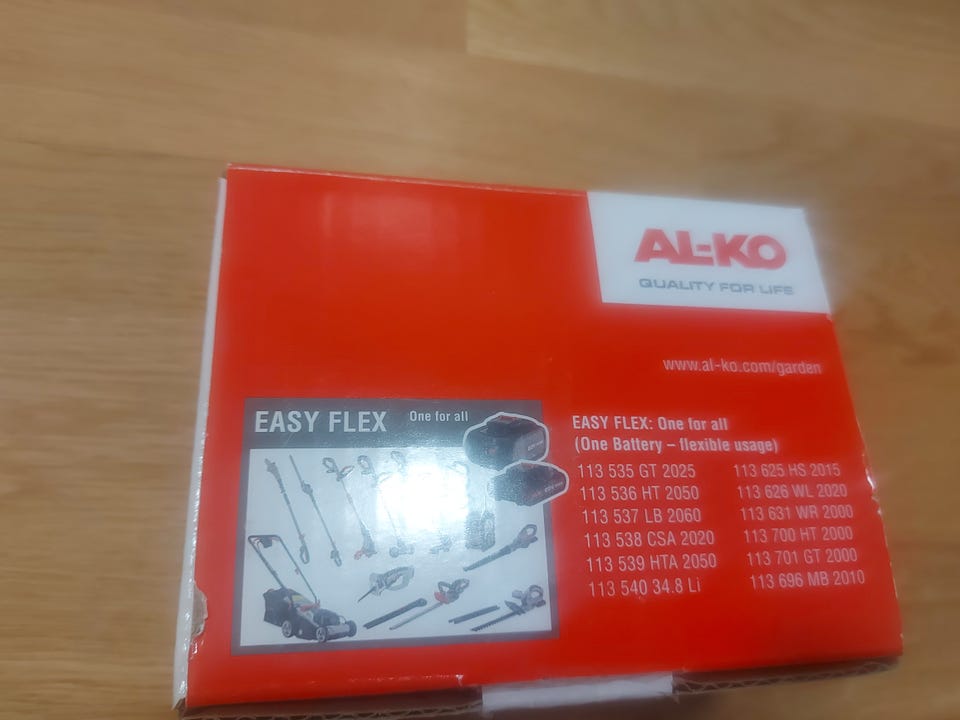 AL-KO
QUALITY FOR LIFE
www.al-ko.com/garden
EASY FLEX One for all
EASY FLEX: One for all
(One Battery – flexible usage)
113 535 GT 2025
113 536 HT 2050
113 537 LB 2060
113 538 CSA 2020
113 539 HTA 2050
113 540 34.8 Li
113 625 HS 2015
113 626 WL 2020
113 631 WR 2000
113 700 HT 2000
113 701 GT 2000
113 696 MB 2010